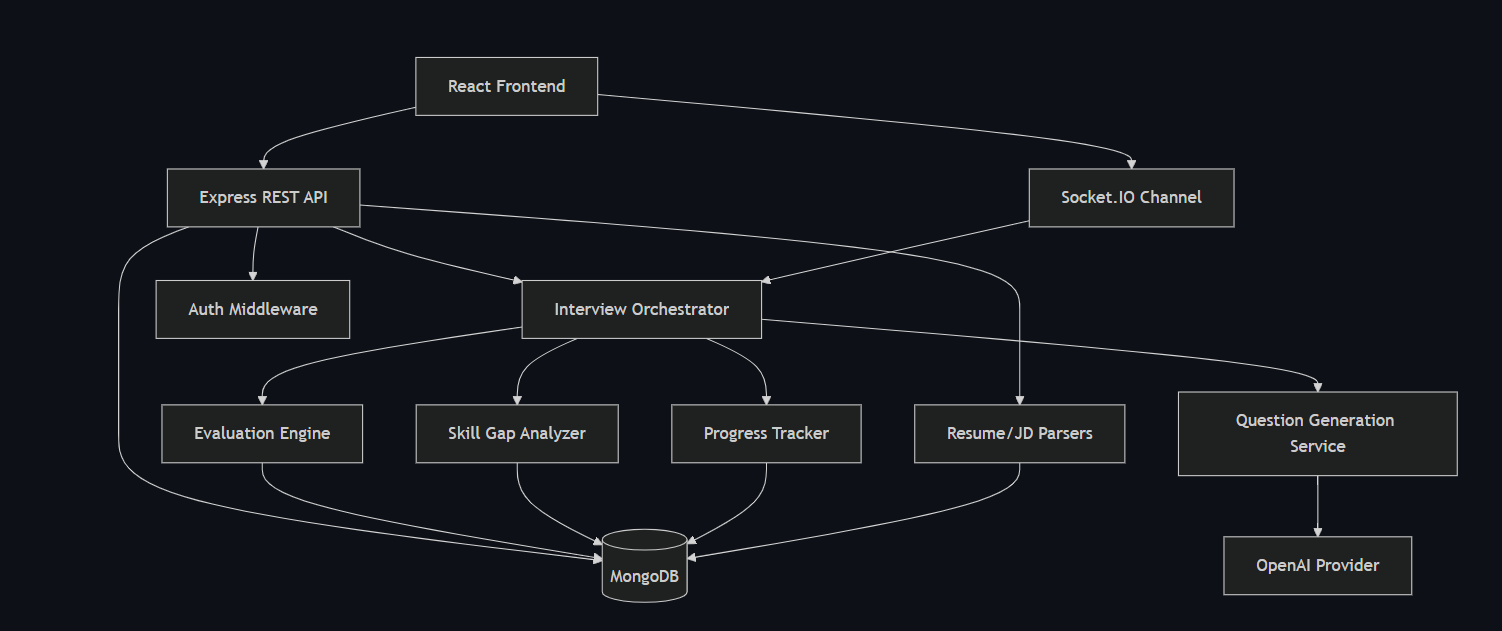 React Frontend
Express REST API
Socket.IO Channel
Auth Middleware
Interview Orchestrator
Evaluation Engine
Skill Gap Analyzer
Progress Tracker
Resume/JD Parsers
Question Generation
Service
MongoDB
OpenAI Provider